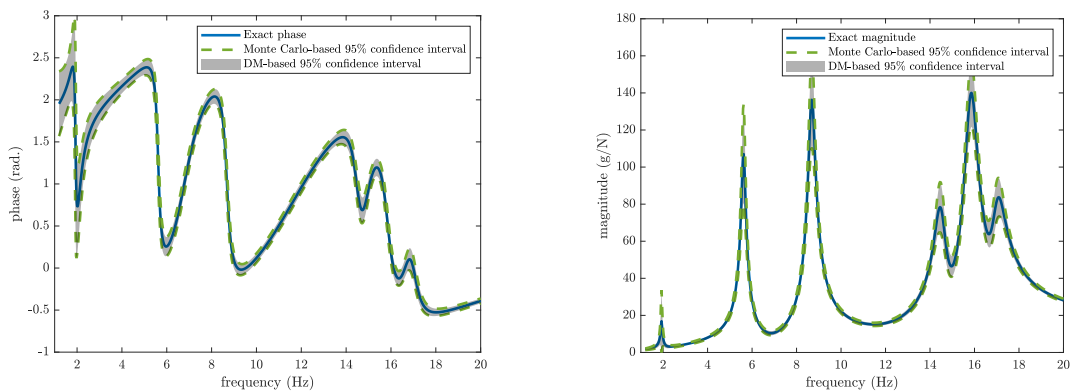 3
2.5
2
1.5
1
0.5
0
-0.5
-1
phase (rad.)
Exact phase
Monte Carlo-based 95% confidence interval
DM-based 95% confidence interval
2 4 6 8 10 12 14 16 18 20
frequency (Hz)
180
160
140
120
100
80
60
40
20
0
magnitude (g/N)
Exact magnitude
Monte Carlo-based 95% confidence interval
DM-based 95% confidence interval
2 4 6 8 10 12 14 16 18 20
frequency (Hz)